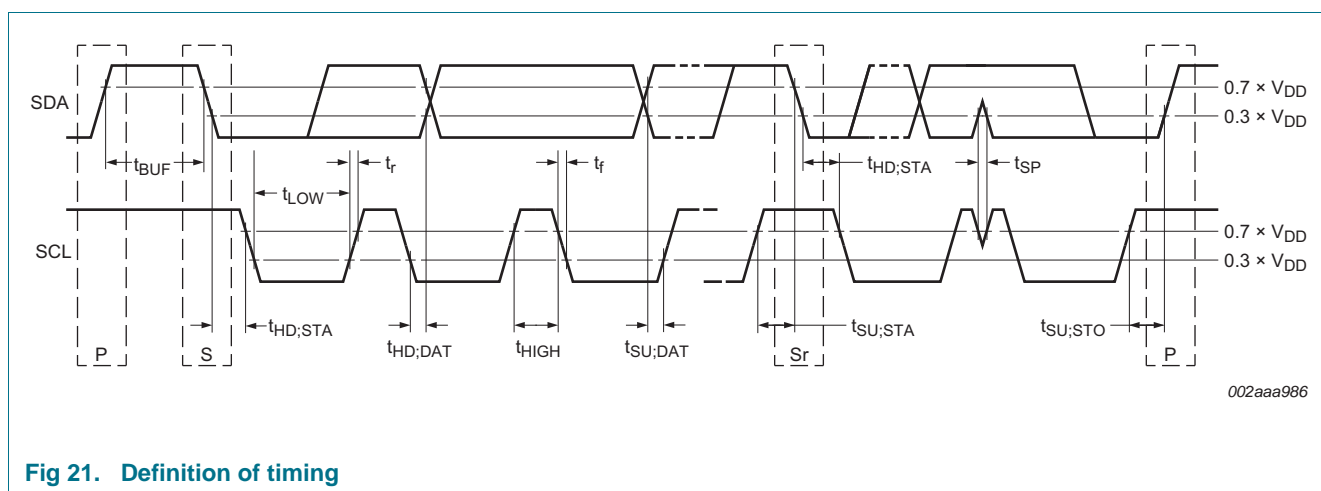 SDA
0.7 × VDD
0.3 × VDD
tBUF
tLOW
tr
tf
tHD;STA
tSP
SCL
0.7 × VDD
0.3 × VDD
tHD;STA
tHD;DAT
tHIGH
tSU;DAT
tSU;STA
tSU;STO
P
S
Sr
P
002aaa986
Fig 21. Definition of timing